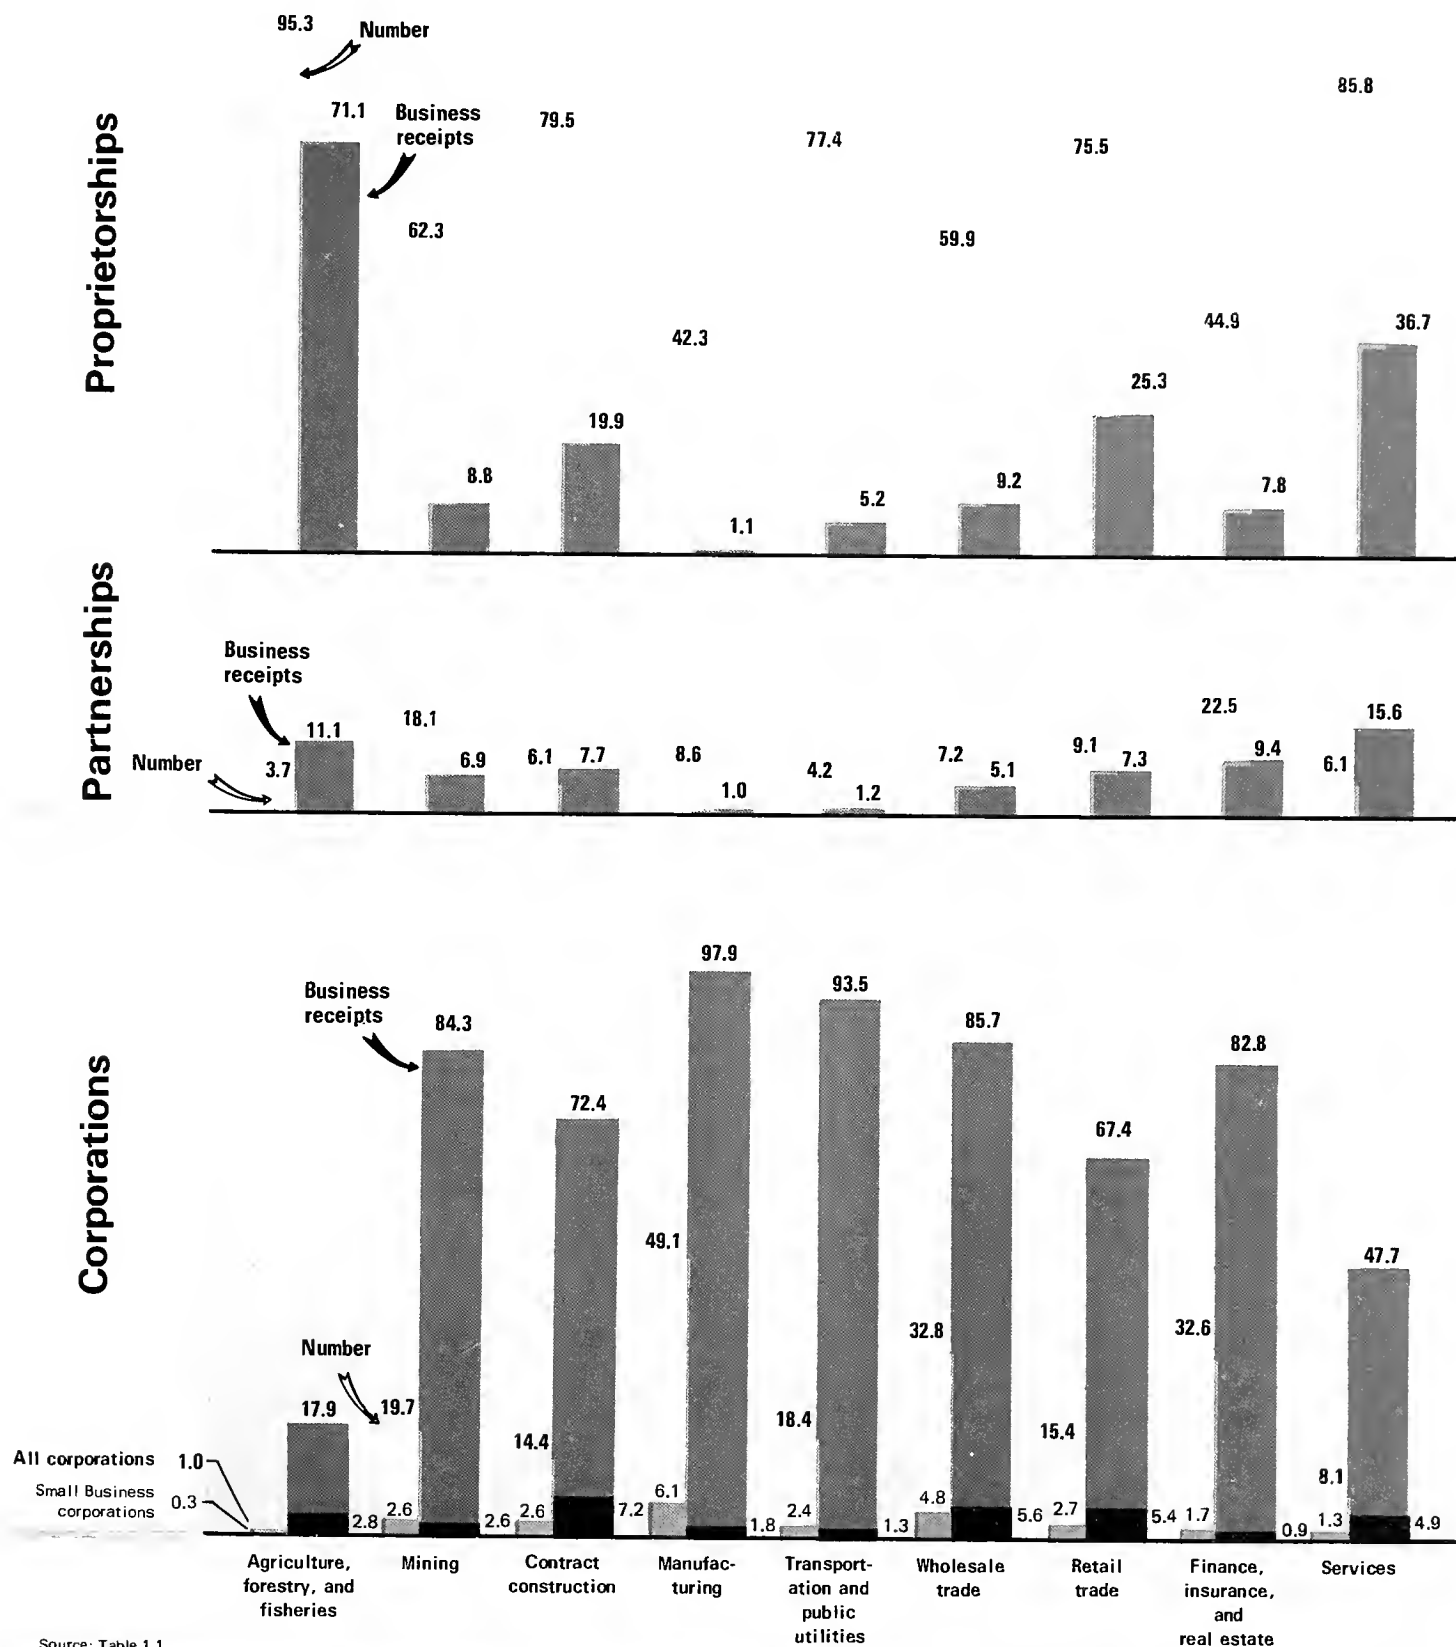 Proprietorships
95.3
Number
71.1
Business
receipts
62.3
8.8
79.5
19.9
42.3
1.1
77.4
5.2
59.9
9.2
75.5
25.3
44.9
7.8
85.8
36.7
Partnerships
Business
receipts
Number
3.7
11.1
18.1
6.9
6.1
7.7
8.6
1.0
4.2
1.2
7.2
5.1
9.1
7.3
22.5
9.4
6.1
15.6
Corporations
Business
receipts
Number
All corporations
1.0
Small Business
corporations
0.3
17.9
2.8
19.7
84.3
2.6
2.6
14.4
72.4
2.6
7.2
49.1
97.9
6.1
1.8
18.4
93.5
2.4
1.3
32.8
85.7
4.8
5.6
15.4
67.4
2.7
5.4
32.6
82.8
1.7
0.9
8.1
47.7
1.3
4.9
Agriculture,
forestry, and
fisheries
Mining
Contract
construction
Manufac-
turing
Transport-
ation and
public
utilities
Wholesale
trade
Retail
trade
Finance,
insurance,
and
real estate
Services
Source: Table 1.1